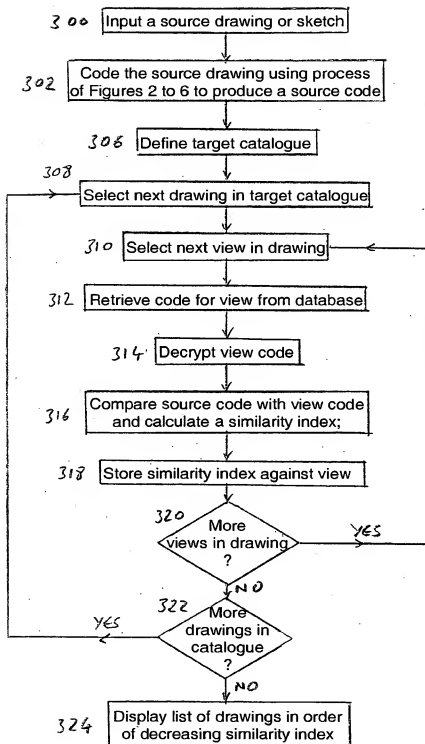 300 Input a source drawing or sketch
Code the source drawing using process
302 of Figures 2 to 6 to produce a source code
306 Define target catalogue
308
Select next drawing in target catalogue
310 Select next view in drawing
312 Retrieve code for view from database
314 Decrypt view code
Compare source code with view code
316 and calculate a similarity index;
318 Store similarity index against view
320
More
views in drawing
?
YES
NO
322
More
drawings in
catalogue
?
YES
NO
Display list of drawings in order
324 of decreasing similarity index